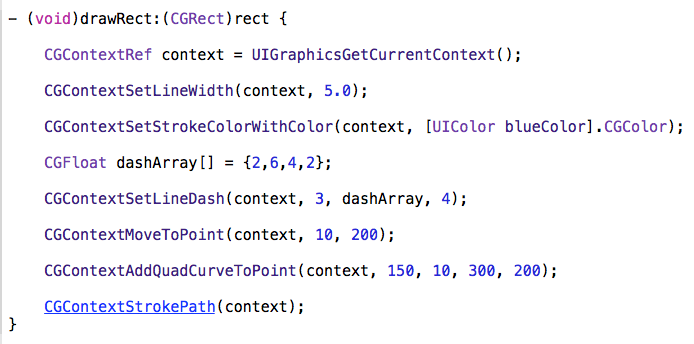 - (void)drawRect:(CGRect)rect {
CGContextRef context = UIGraphicsGetCurrentContext();
CGContextSetLineWidth(context, 5.0);
CGContextSetStrokeColorWithColor(context, [UIColor blueColor].CGColor);
CGFloat dashArray[] = {2,6,4,2};
CGContextSetLineDash(context, 3, dashArray, 4);
CGContextMoveToPoint(context, 10, 200);
CGContextAddQuadCurveToPoint(context, 150, 10, 300, 200);
CGContextStrokePath(context);
}